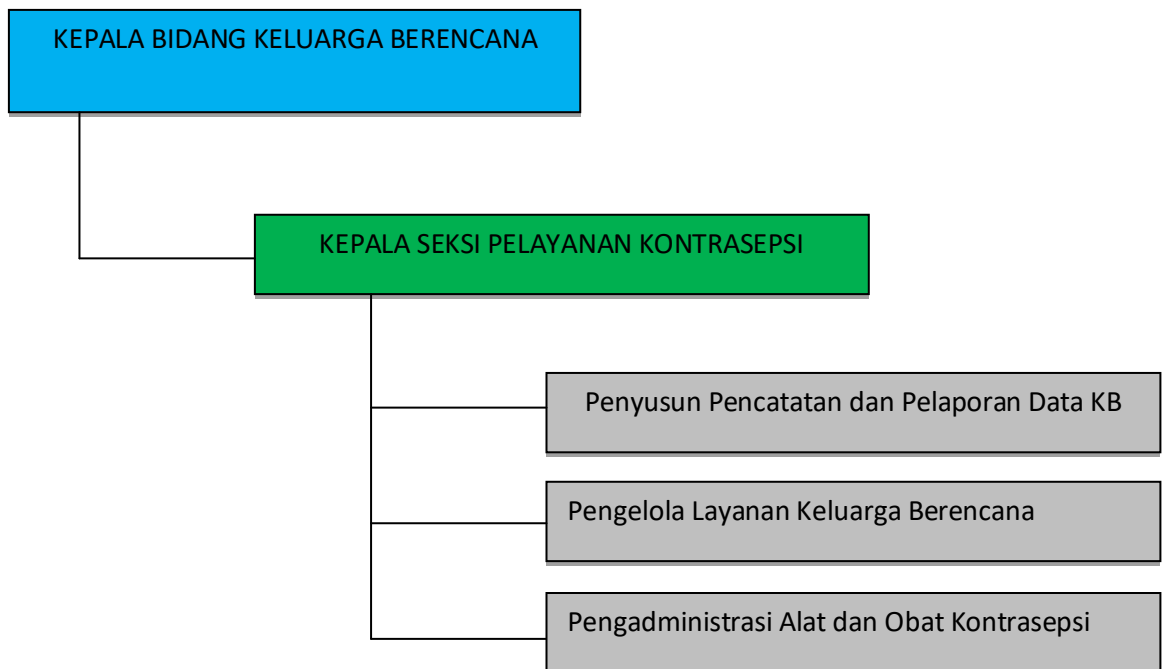 KEPALA BIDANG KELUARGA BERENCANA
KEPALA SEKSI PELAYANAN KONTRASEPSI
Penyusun Pencatatan dan Pelaporan Data KB
Pengelola Layanan Keluarga Berencana
Pengadministrasi Alat dan Obat Kontrasepsi